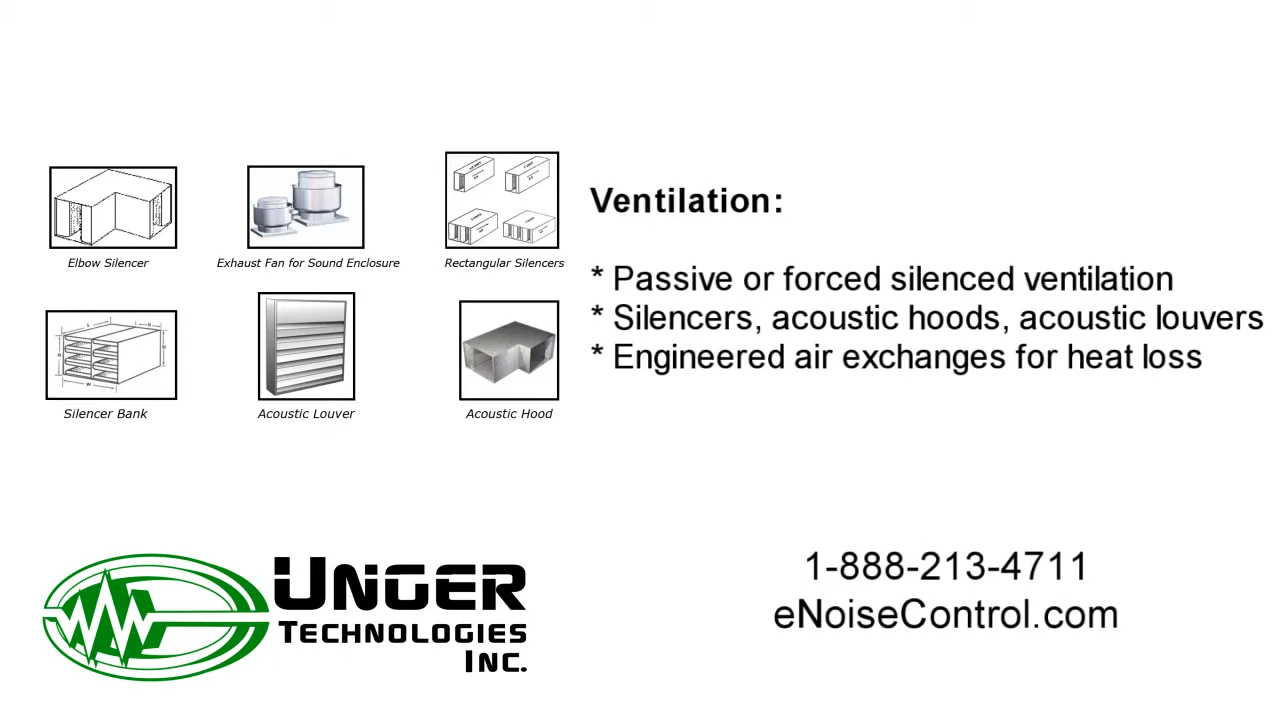 Elbow Silencer
Exhaust Fan for Sound Enclosure
Rectangular Silencers
Silencer Bank
Acoustic Louver
Acoustic Hood
Ventilation:
* Passive or forced silenced ventilation
* Silencers, acoustic hoods, acoustic louvers
* Engineered air exchanges for heat loss
UNGER
TECHNOLOGIES
INC.
1-888-213-4711
eNoiseControl.com